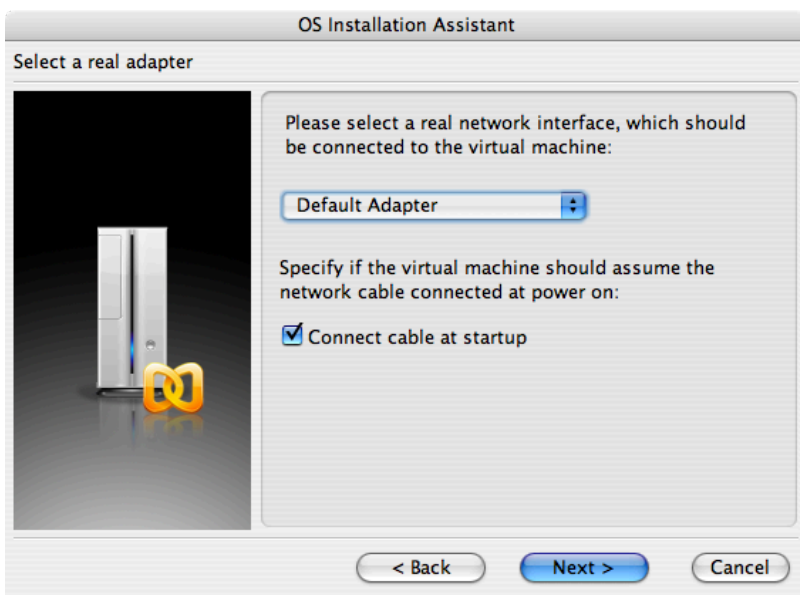 OS Installation Assistant
Select a real adapter
Please select a real network interface, which should
be connected to the virtual machine:
Default Adapter
Specify if the virtual machine should assume the
network cable connected at power on:
Connect cable at startup
< Back
Next >
Cancel